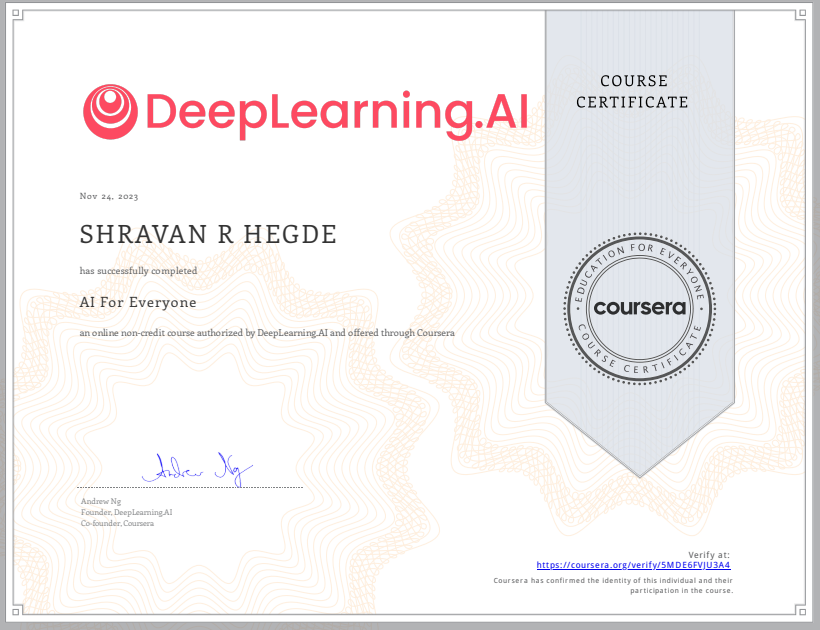 DeepLearning.AI
COURSE
CERTIFICATE
Nov 24, 2023
SHRAVAN R HEGDE
has successfully completed
AI For Everyone
an online non-credit course authorized by DeepLearning.AI and offered through Coursera
EDUCATION FOR EVERYONE
coursera
COURSE CERTIFICATE
Andrew Ng
Andrew Ng
Founder, DeepLearning.AI
Co-founder, Coursera
Verify at:
https://coursera.org/verify/5MDE6FVJU3A4
Coursera has confirmed the identity of this individual and their
participation in the course.